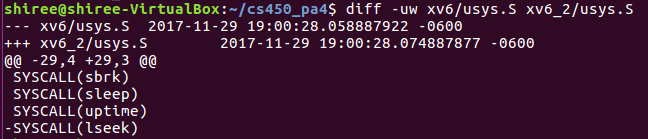 shiree@shiree-VirtualBox:~/cs450_pa4$ diff -uw xv6/usys.S xv6_2/usys.S
--- xv6/usys.S  2017-11-29 19:00:28.058887922 -0600
+++ xv6_2/usys.S        2017-11-29 19:00:28.074887877 -0600
@@ -29,4 +29,3 @@
 SYSCALL(sbrk)
 SYSCALL(sleep)
 SYSCALL(uptime)
-SYSCALL(lseek)